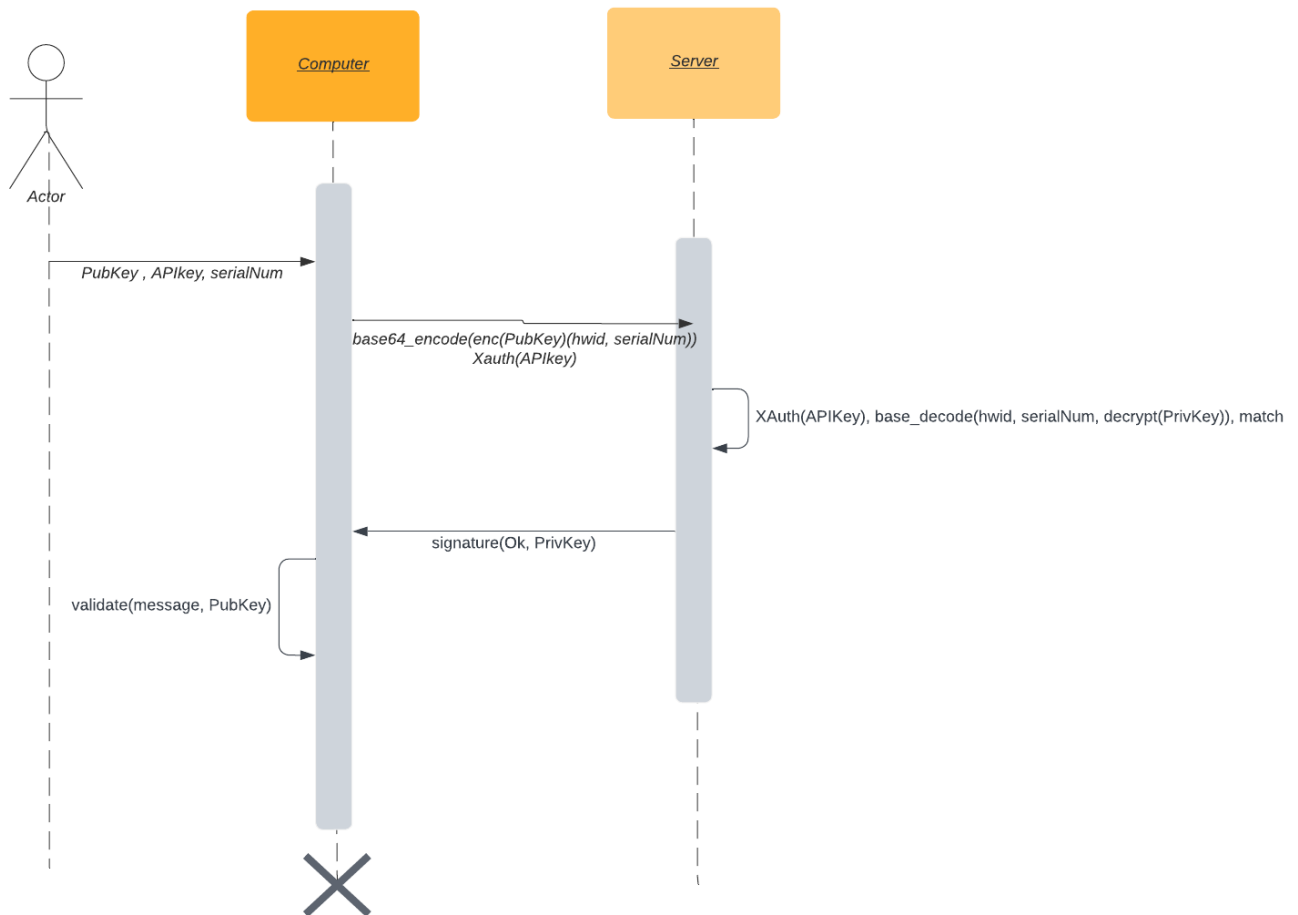 Computer
Server
Actor
PubKey , APIkey, serialNum
base64_encode(enc(PubKey)(hwid, serialNum))
Xauth(APIkey)
XAuth(APIKey), base_decode(hwid, serialNum, decrypt(PrivKey)), match
signature(Ok, PrivKey)
validate(message, PubKey)